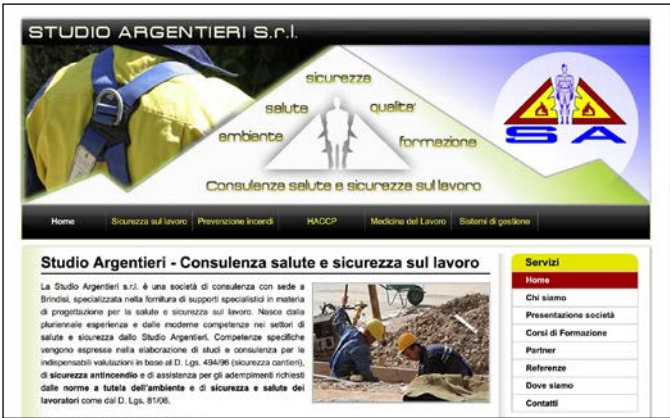 STUDIO ARGENTIERI S.r.l.
sicurezza
salute
qualita'
ambiente
formazione
Consulenza salute e sicurezza sul lavoro
S A
Home
Sicurezza sul lavoro
Prevenzione incendi
HACCP
Medicina del Lavoro
Sistemi di gestione
Studio Argentieri - Consulenza salute e sicurezza sul lavoro
La Studio Argentieri s.r.l. è una società di consulenza con sede a
Brindisi, specializzata nella fornitura di supporti specialistici in materia
di progettazione per la salute e sicurezza sul lavoro. Nasce dalla
pluriennale esperienza e dalle moderne competenze nei settori di
salute e sicurezza dallo Studio Argentieri. Competenze specifiche
vengono espresse nella elaborazione di studi e consulenza per le
indispensabili valutazioni in base al D. Lgs. 494/96 (sicurezza cantieri),
di sicurezza antincendio e di assistenza per gli adempimenti richiesti
dalle norme a tutela dell'ambiente e di sicurezza e salute dei
lavoratori come dal D. Lgs. 81/08.
Servizi
Home
Chi siamo
Presentazione società
Corsi di Formazione
Partner
Referenze
Dove siamo
Contatti